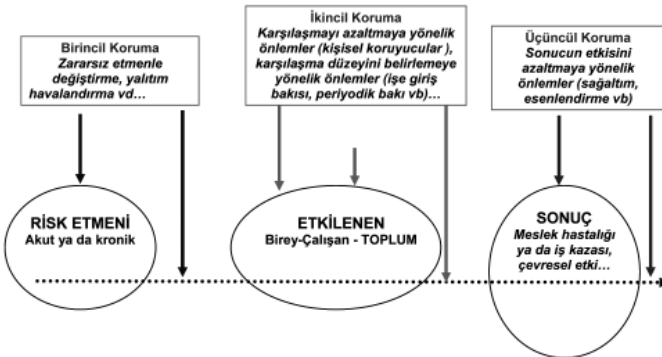 Birincil Koruma
Zararsız etmenle
değiştirme, yalıtım
havalandırma vd…
İkincil Koruma
Karşılaşmayı azaltmaya yönelik
önlemler (kişisel koruyucular ),
karşılaşma düzeyini belirlemeye
yönelik önlemler (işe giriş
bakısı, periyodik bakı vb)…
Üçüncül Koruma
Sonucun etkisini
azaltmaya yönelik
önlemler (sağaltım,
esenlendirme vb)
RİSK ETMENİ
Akut ya da kronik
ETKİLENEN
Birey-Çalışan - TOPLUM
SONUÇ
Meslek hastalığı
ya da iş kazası,
çevresel etki…